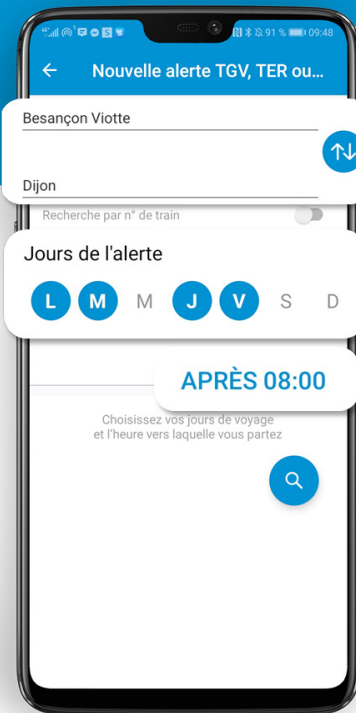 91 % 09:48
Nouvelle alerte TGV, TER ou...
Besançon Viotte
Dijon
Recherche par n° de train
Jours de l'alerte
L M M J V S D
APRÈS 08:00
Choisissez vos jours de voyage
et l'heure vers laquelle vous partez